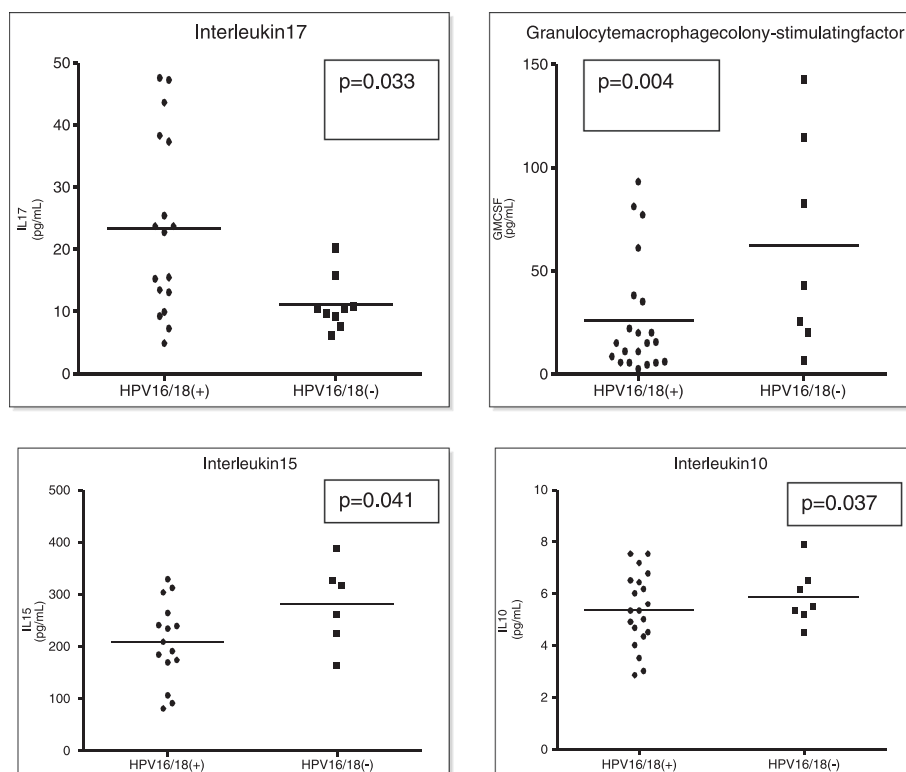 Interleukin17
50
40
30
20
10
0
IL17
(pg/mL)
p=0.033
HPV16/18(+)
HPV16/18(-)
Granulocytemacrophagecolony-stimulatingfactor
150
100
50
0
GMCSF
(pg/mL)
p=0.004
HPV16/18(+)
HPV16/18(-)
Interleukin15
500
400
300
200
100
0
IL15
(pg/mL)
p=0.041
HPV16/18(+)
HPV16/18(-)
Interleukin10
10
8
6
4
2
0
IL10
(pg/mL)
p=0.037
HPV16/18(+)
HPV16/18(-)